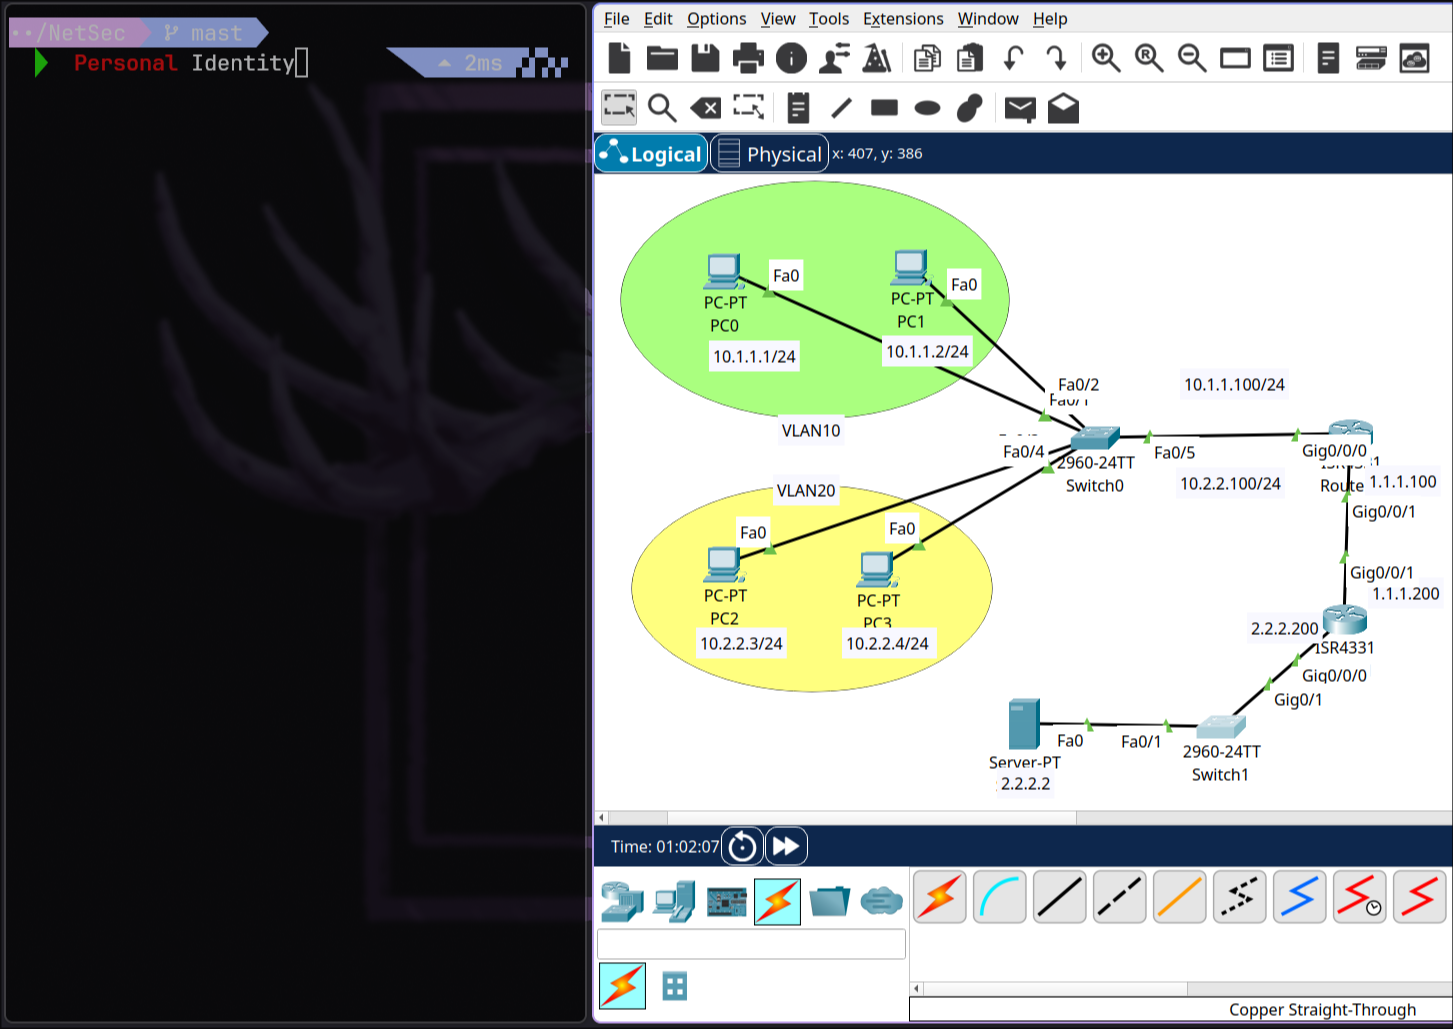 ··/NetSec mast
Personal Identity
2ms
File Edit Options View Tools Extensions Window Help
Logical Physical x: 407, y: 386
Fa0
PC-PT
PC0
10.1.1.1/24
Fa0
PC-PT
PC1
10.1.1.2/24
VLAN10
Fa0/2
Fa0/1
10.1.1.100/24
Fa0/4
2960-24TT
Switch0
Fa0/5
10.2.2.100/24
Gig0/0/0
Route
1.1.1.100
Gig0/0/1
VLAN20
Fa0
PC-PT
PC2
10.2.2.3/24
Fa0
PC-PT
PC3
10.2.2.4/24
Gig0/0/1
1.1.1.200
2.2.2.200
ISR4331
Gig0/0/0
Gig0/1
Fa0
Fa0/1
Server-PT
2.2.2.2
2960-24TT
Switch1
Time: 01:02:07
Copper Straight-Through